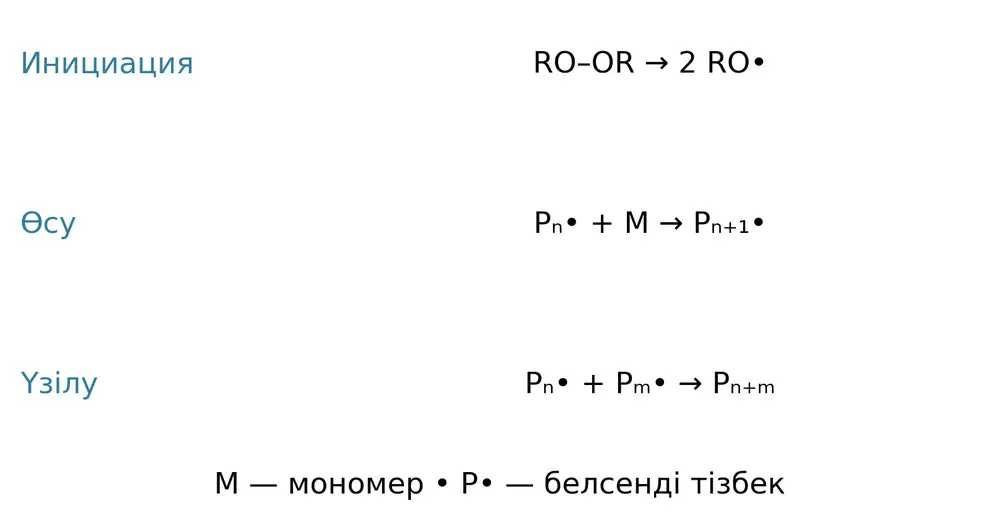 Инициация RO–OR → 2 RO•
Өсу Pₙ• + M → Pₙ₊₁•
Үзілу Pₙ• + Pₘ• → Pₙ₊ₘ
M — мономер • P• — белсенді тізбек